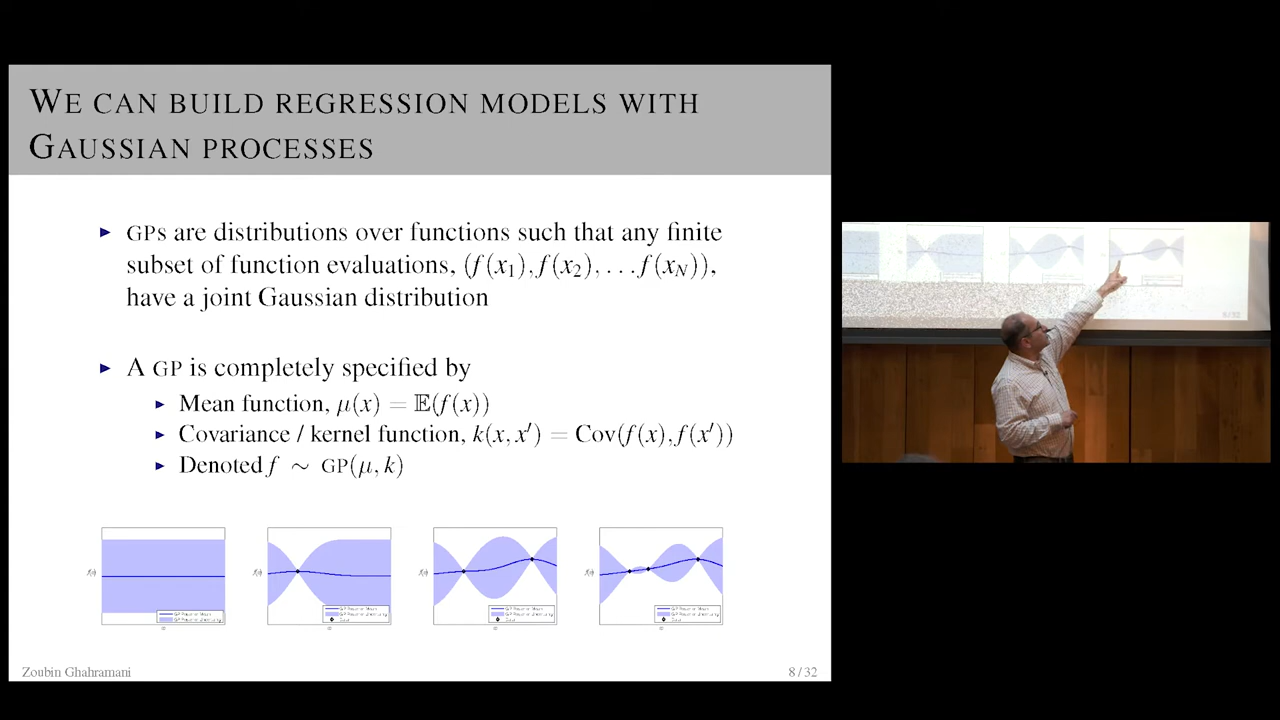 WE CAN BUILD REGRESSION MODELS WITH
GAUSSIAN PROCESSES
▶ GPs are distributions over functions such that any finite
subset of function evaluations, (f(x₁), f(x₂), … f(x_N)),
have a joint Gaussian distribution
▶ A GP is completely specified by
▶ Mean function, μ(x) = 𝔼(f(x))
▶ Covariance / kernel function, k(x, x′) = Cov(f(x), f(x′))
▶ Denoted f ∼ GP(μ, k)
Zoubin Ghahramani
8 / 32
8/32